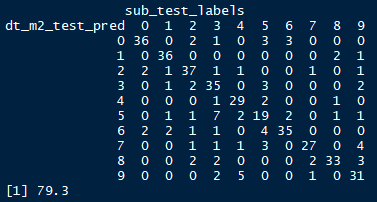 sub_test_labels
dt_m2_test_pred 0 1 2 3 4 5 6 7 8 9
0 36 0 2 1 0 3 3 0 0 0
1 0 36 0 0 0 0 0 0 2 1
2 2 1 37 1 1 0 0 1 0 1
3 0 1 2 35 0 3 0 0 0 2
4 0 0 0 1 29 2 0 0 1 0
5 0 1 1 7 2 19 2 0 1 1
6 2 2 1 1 0 4 35 0 0 0
7 0 0 1 1 1 3 0 27 0 4
8 0 0 2 2 0 0 0 2 33 3
9 0 0 0 2 5 0 0 1 0 31
[1] 79.3